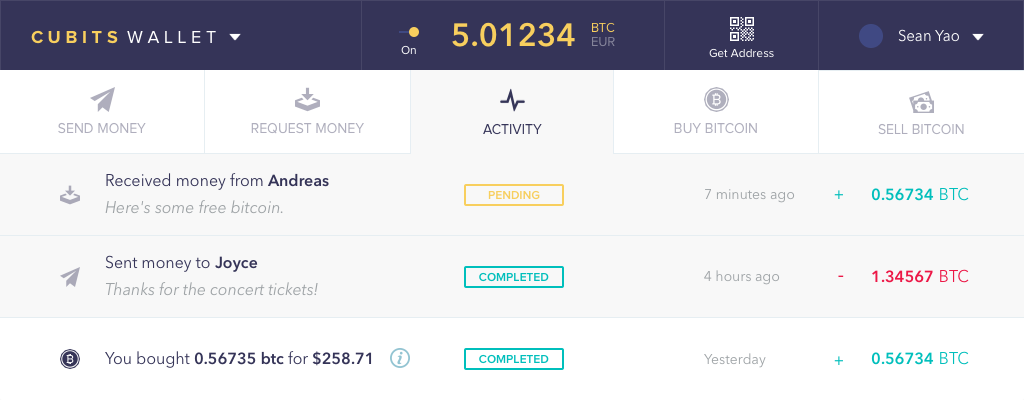 CUBITS WALLET
On
5.01234
BTC
EUR
Get Address
Sean Yao
SEND MONEY
REQUEST MONEY
ACTIVITY
BUY BITCOIN
SELL BITCOIN
Received money from Andreas
Here's some free bitcoin.
PENDING
7 minutes ago
+ 0.56734 BTC
Sent money to Joyce
Thanks for the concert tickets!
COMPLETED
4 hours ago
- 1.34567 BTC
You bought 0.56735 btc for $258.71
COMPLETED
Yesterday
+ 0.56734 BTC